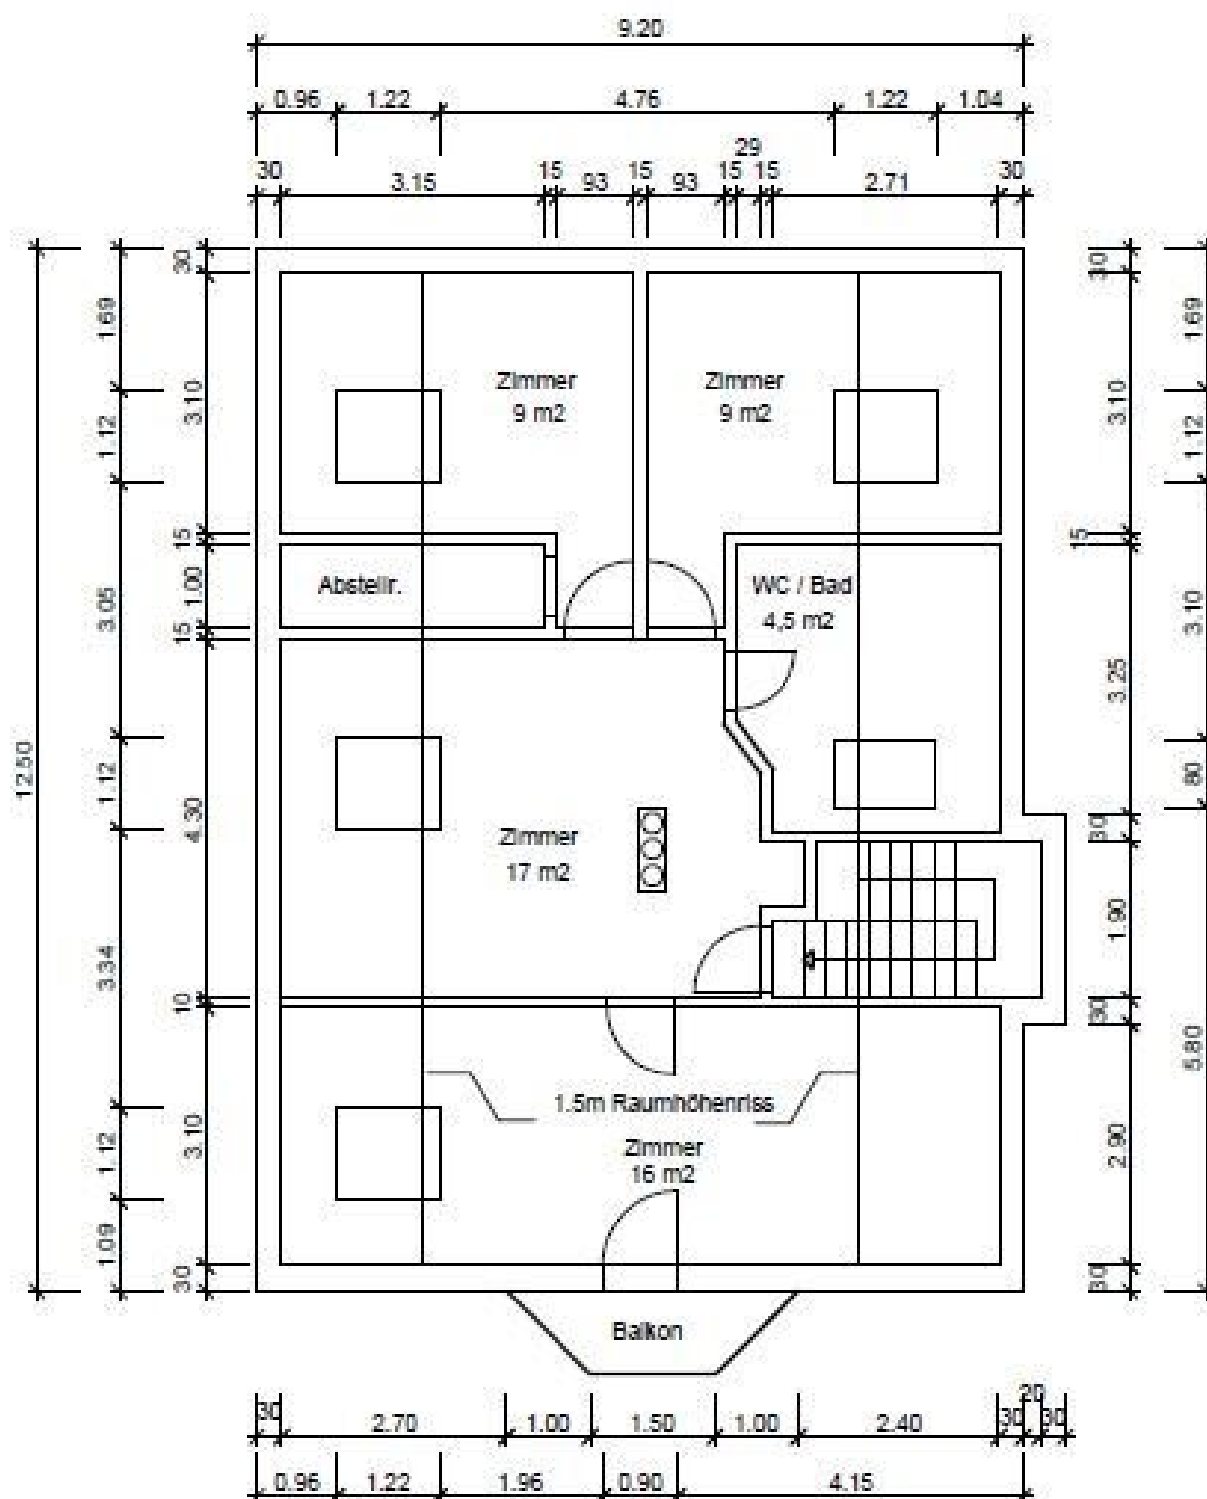 9.20
0.96 1.22 4.76 1.22 1.04
29
30 3.15 15 93 15 93 15 15 2.71 30
30 30
1.69 1.69
Zimmer Zimmer
9 m2 9 m2
3.10 3.10
1.12 1.12
15 15
Abstellr. WC / Bad
1.00
3.05 3.10
4,5 m2
15
3.25
12.50
1.12 80
4.30 30
Zimmer
17 m2
1.90
3.34
10 30
5.80
1.5m Raumhöhenriss
3.10 2.90
1.12
Zimmer
16 m2
1.09
30 30
Balkon
20
30 2.70 1.00 1.50 1.00 2.40 30 30
0.96 1.22 1.96 0.90 4.15